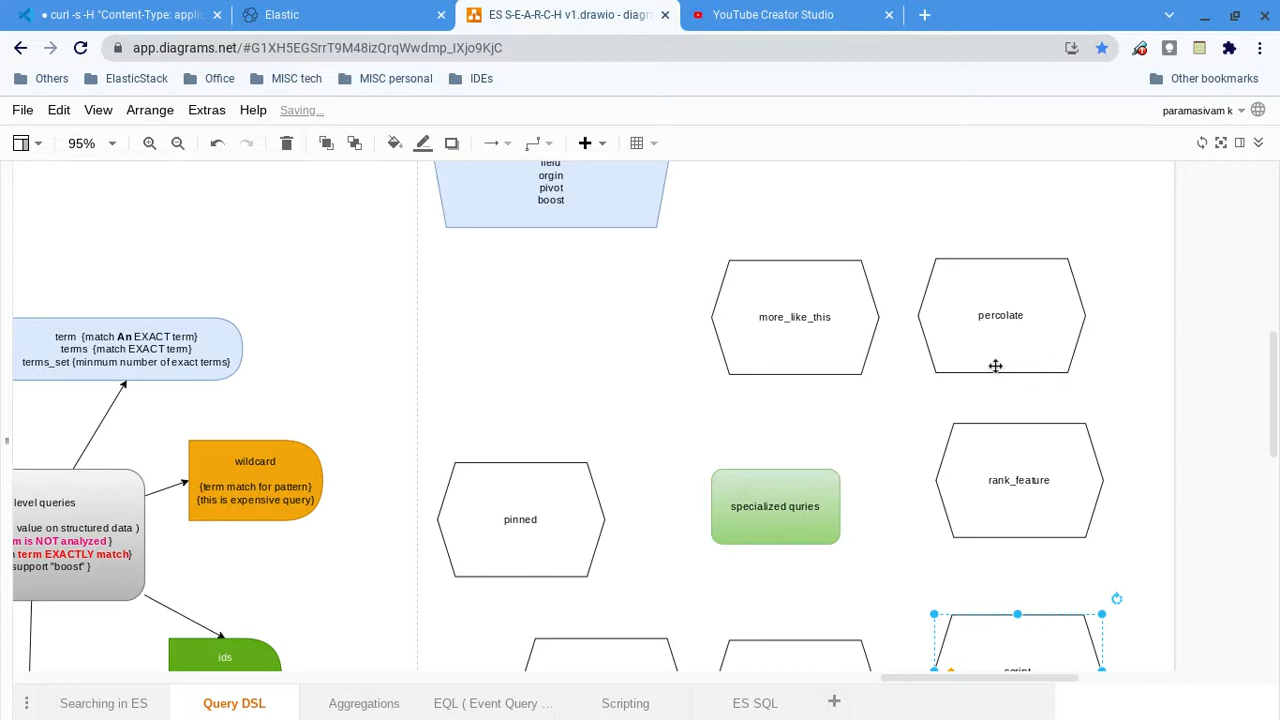 • curl -s -H "Content-Type: applic
Elastic
ES S-E-A-R-C-H v1.drawio - diagra
YouTube Creator Studio
app.diagrams.net/#G1XH5EGSrrT9M48izQrqWwdmp_IXjo9KjC
Others
ElasticStack
Office
MISC tech
MISC personal
IDEs
Other bookmarks
File
Edit
View
Arrange
Extras
Help
Saving...
paramasivam k
95%
field
orgin
pivot
boost
more_like_this
percolate
term {match An EXACT term}
terms {match EXACT term}
terms_set {minmum number of exact terms}
wildcard
{term match for pattern}
{this is expensive query}
level queries
value on structured data )
m is NOT analyzed }
term EXACTLY match}
support "boost" }
pinned
specialized quries
rank_feature
ids
script
Searching in ES
Query DSL
Aggregations
EQL ( Event Query ...
Scripting
ES SQL